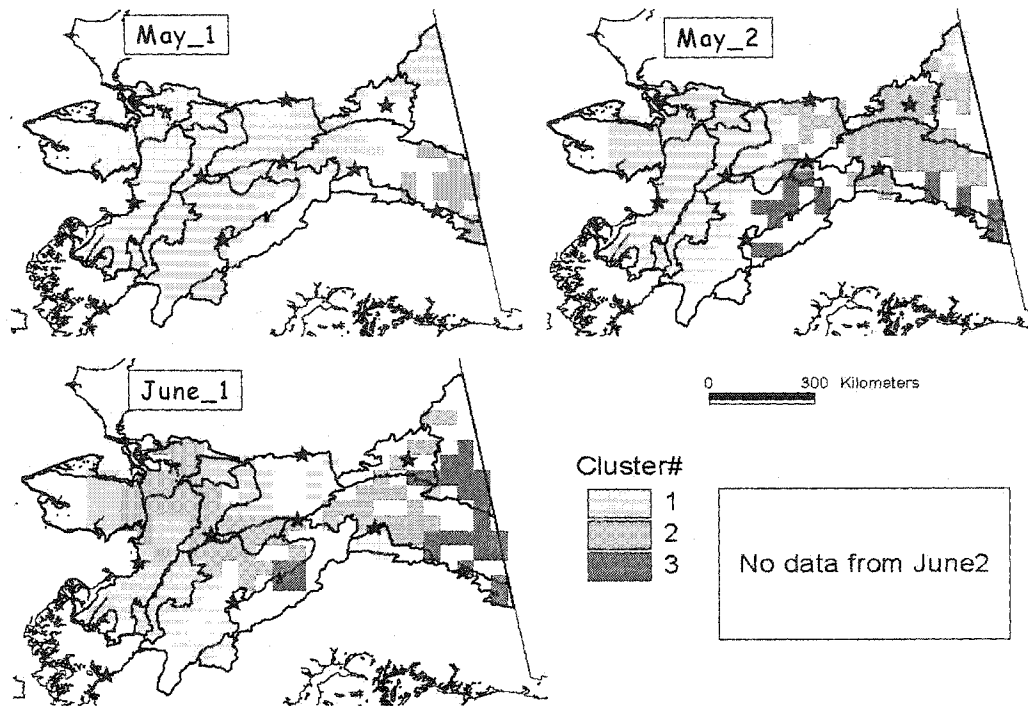 May_1
May_2
June_1
0 300 Kilometers
Cluster#
1
2
3
No data from June2